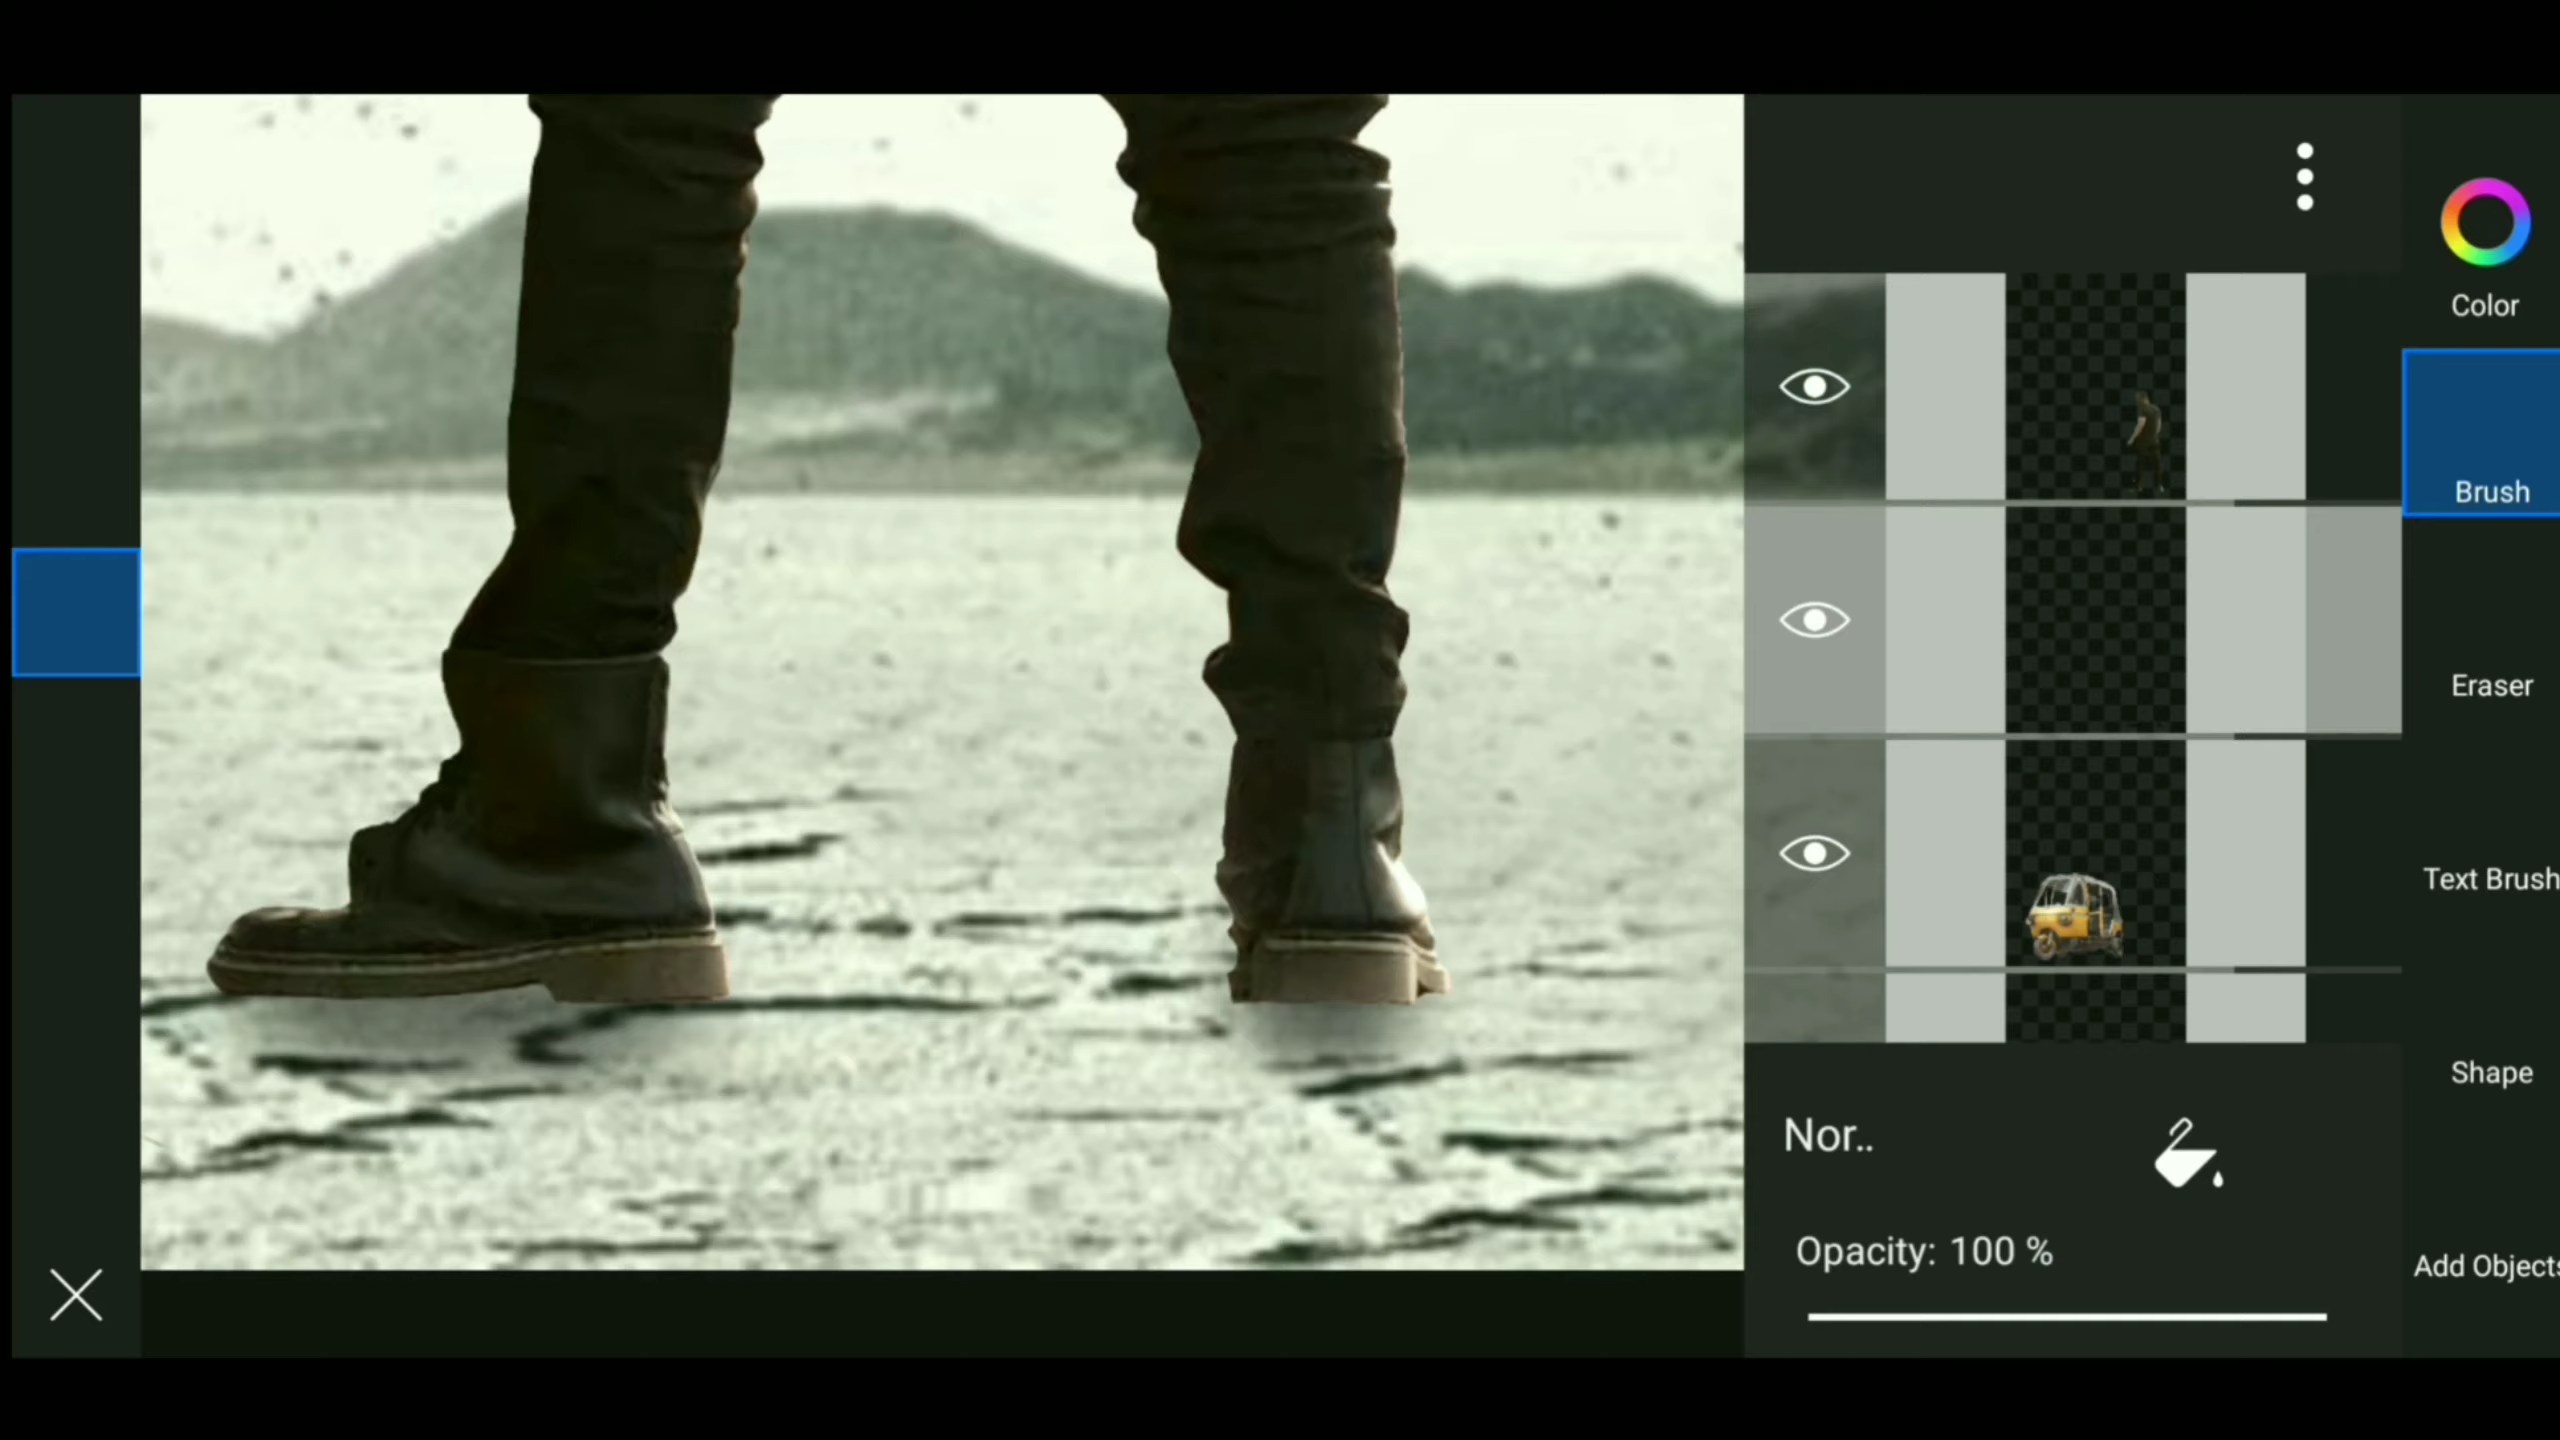 Color
Brush
Eraser
Text Brush
Shape
Nor..
Opacity: 100 %
Add Objects